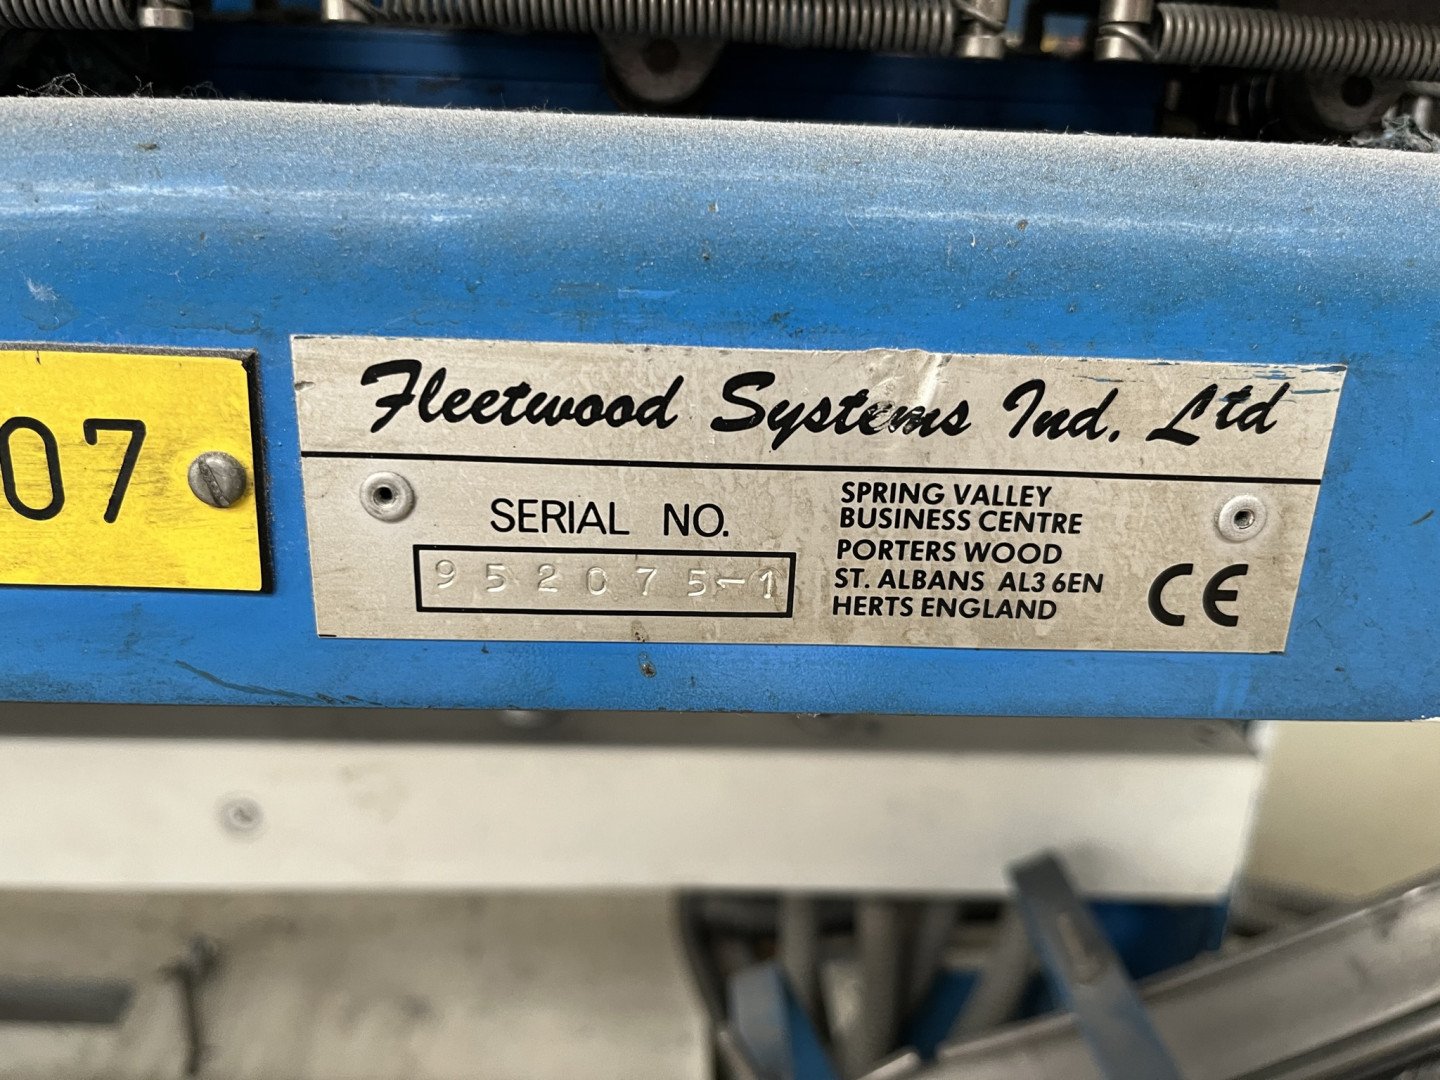 Fleetwood Systems Ind. Ltd
07
SERIAL NO.
952075-1
SPRING VALLEY
BUSINESS CENTRE
PORTERS WOOD
ST. ALBANS AL3 6EN
HERTS ENGLAND
CE